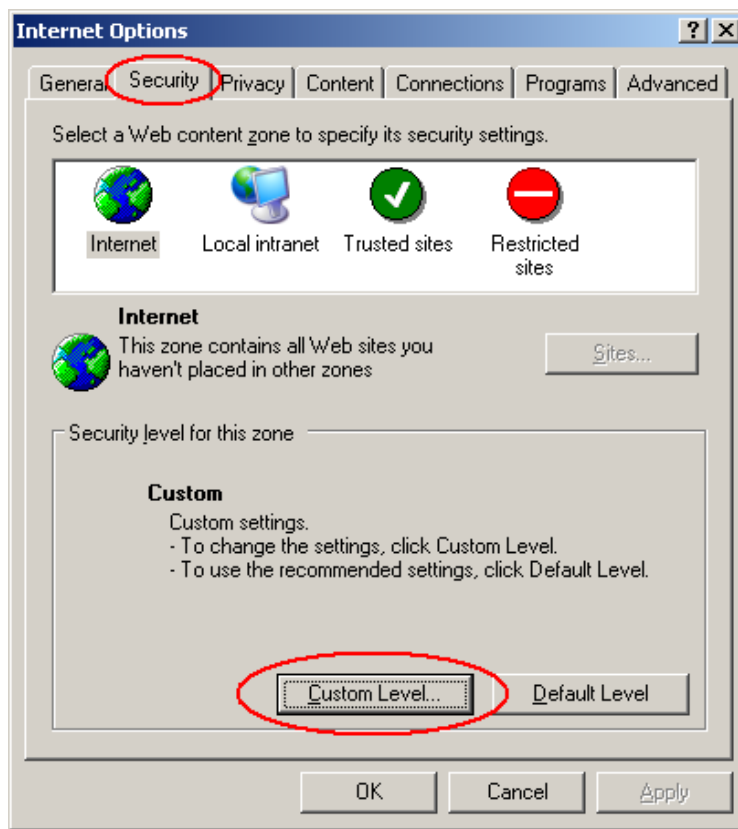 Internet Options
General Security Privacy Content Connections Programs Advanced
Select a Web content zone to specify its security settings.
Internet Local intranet Trusted sites Restricted
sites
Internet
This zone contains all Web sites you
haven't placed in other zones
Sites...
Security level for this zone
Custom
Custom settings.
- To change the settings, click Custom Level.
- To use the recommended settings, click Default Level.
Custom Level... Default Level
OK Cancel Apply